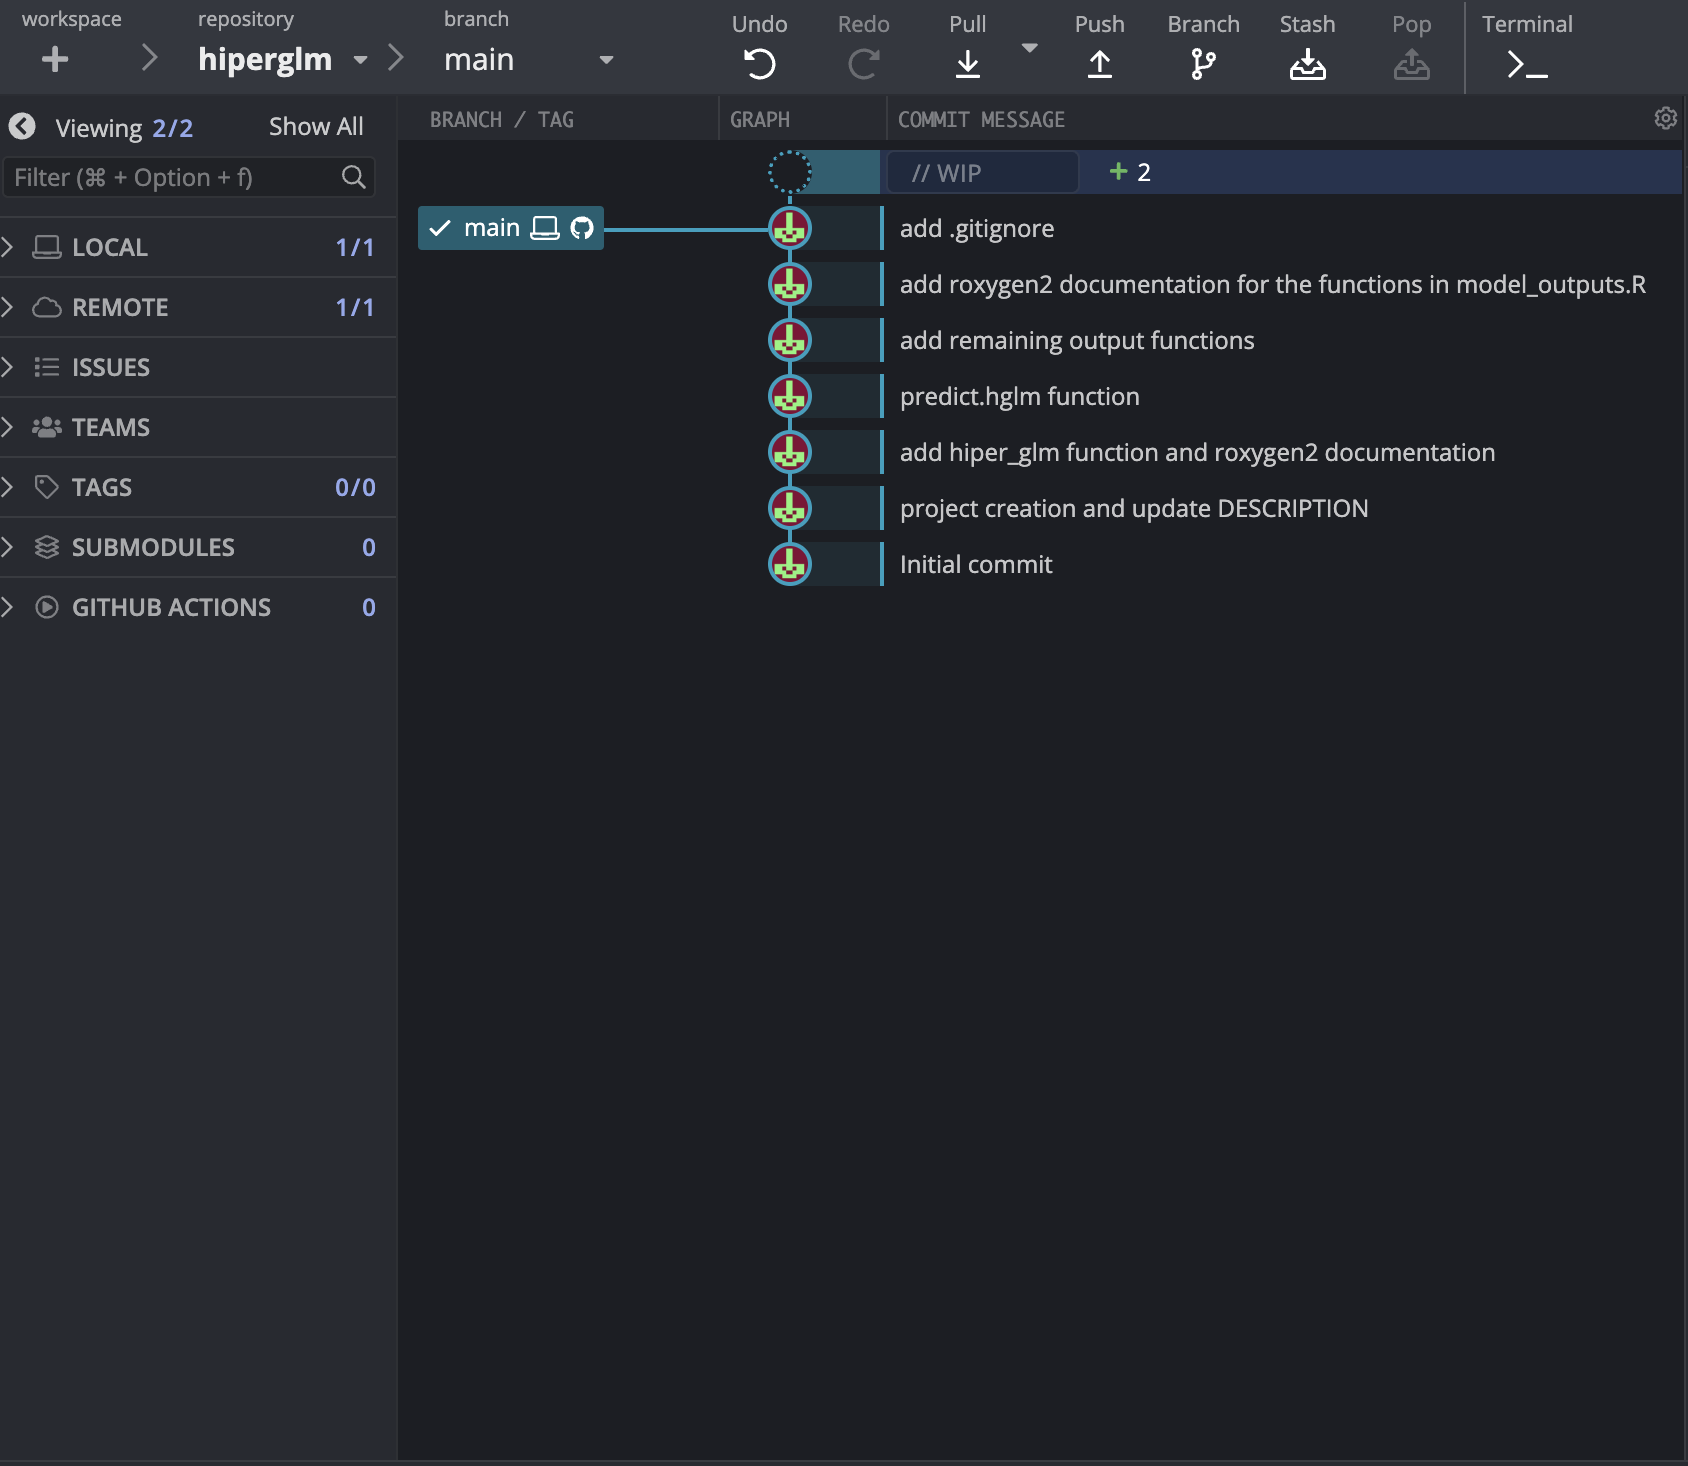 workspace repository branch Undo Redo Pull Push Branch Stash Pop Terminal
hiperglm main
Viewing 2/2 Show All
Filter (⌘ + Option + f)
LOCAL 1/1
REMOTE 1/1
ISSUES
TEAMS
TAGS 0/0
SUBMODULES 0
GITHUB ACTIONS 0
BRANCH / TAG GRAPH COMMIT MESSAGE
// WIP + 2
main add .gitignore
add roxygen2 documentation for the functions in model_outputs.R
add remaining output functions
predict.hglm function
add hiper_glm function and roxygen2 documentation
project creation and update DESCRIPTION
Initial commit